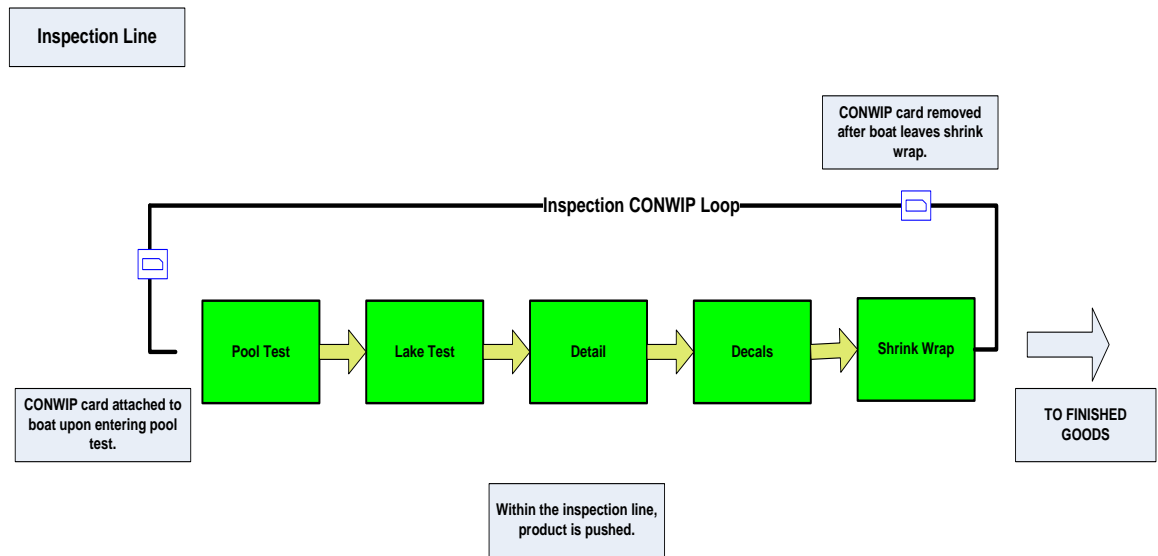 Inspection Line
CONWIP card removed
after boat leaves shrink
wrap.
Inspection CONWIP Loop
Pool Test
Lake Test
Detail
Decals
Shrink Wrap
CONWIP card attached to
boat upon entering pool
test.
TO FINISHED
GOODS
Within the inspection line,
product is pushed.